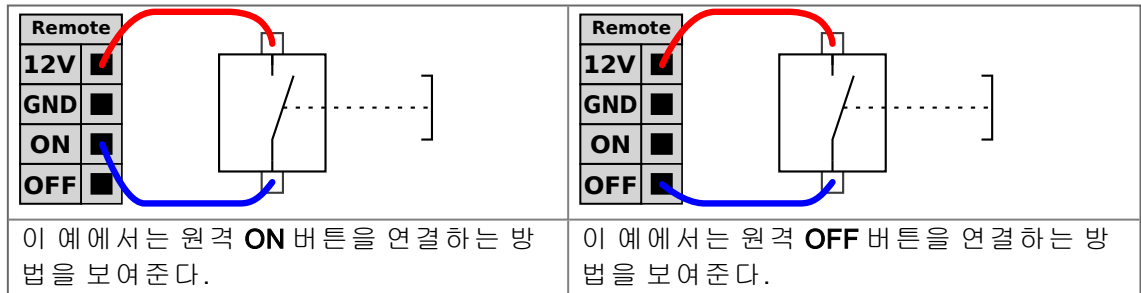 Remote
12V
GND
ON
OFF
이 예에서는 원격 ON 버튼을 연결하는 방
법을 보여준다.
Remote
12V
GND
ON
OFF
이 예에서는 원격 OFF 버튼을 연결하는 방
법을 보여준다.